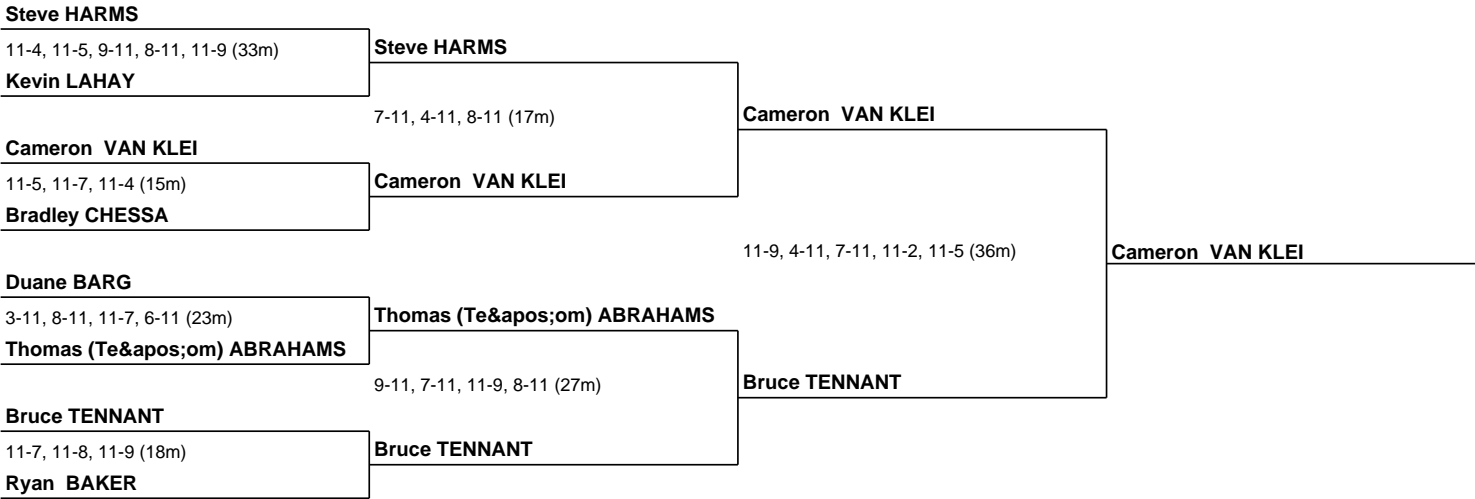 Steve HARMS
11-4, 11-5, 9-11, 8-11, 11-9 (33m)
Kevin LAHAY
Cameron  VAN KLEI
11-5, 11-7, 11-4 (15m)
Bradley CHESSA
Duane BARG
3-11, 8-11, 11-7, 6-11 (23m)
Thomas (Te&apos;om) ABRAHAMS
Bruce TENNANT
11-7, 11-8, 11-9 (18m)
Ryan  BAKER
Steve HARMS
7-11, 4-11, 8-11 (17m)
Cameron  VAN KLEI
Thomas (Te&apos;om) ABRAHAMS
9-11, 7-11, 11-9, 8-11 (27m)
Bruce TENNANT
Cameron  VAN KLEI
11-9, 4-11, 7-11, 11-2, 11-5 (36m)
Bruce TENNANT
Cameron  VAN KLEI